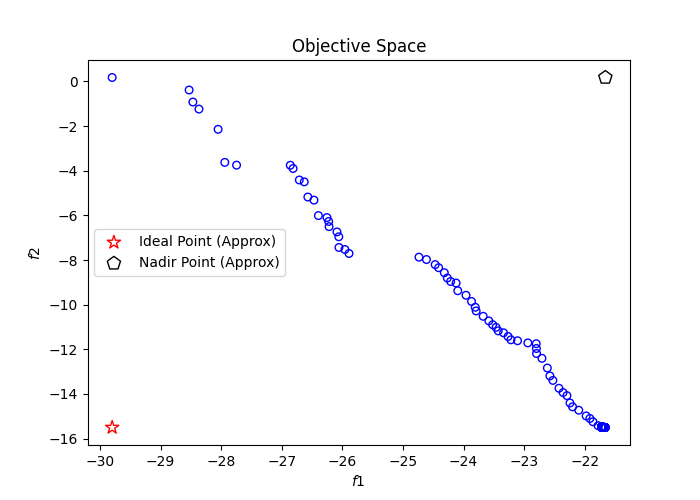 Objective Space
f2
0
−2
−4
−6
−8
−10
−12
−14
−16
Ideal Point (Approx)
Nadir Point (Approx)
−30 −29 −28 −27 −26 −25 −24 −23 −22
f1